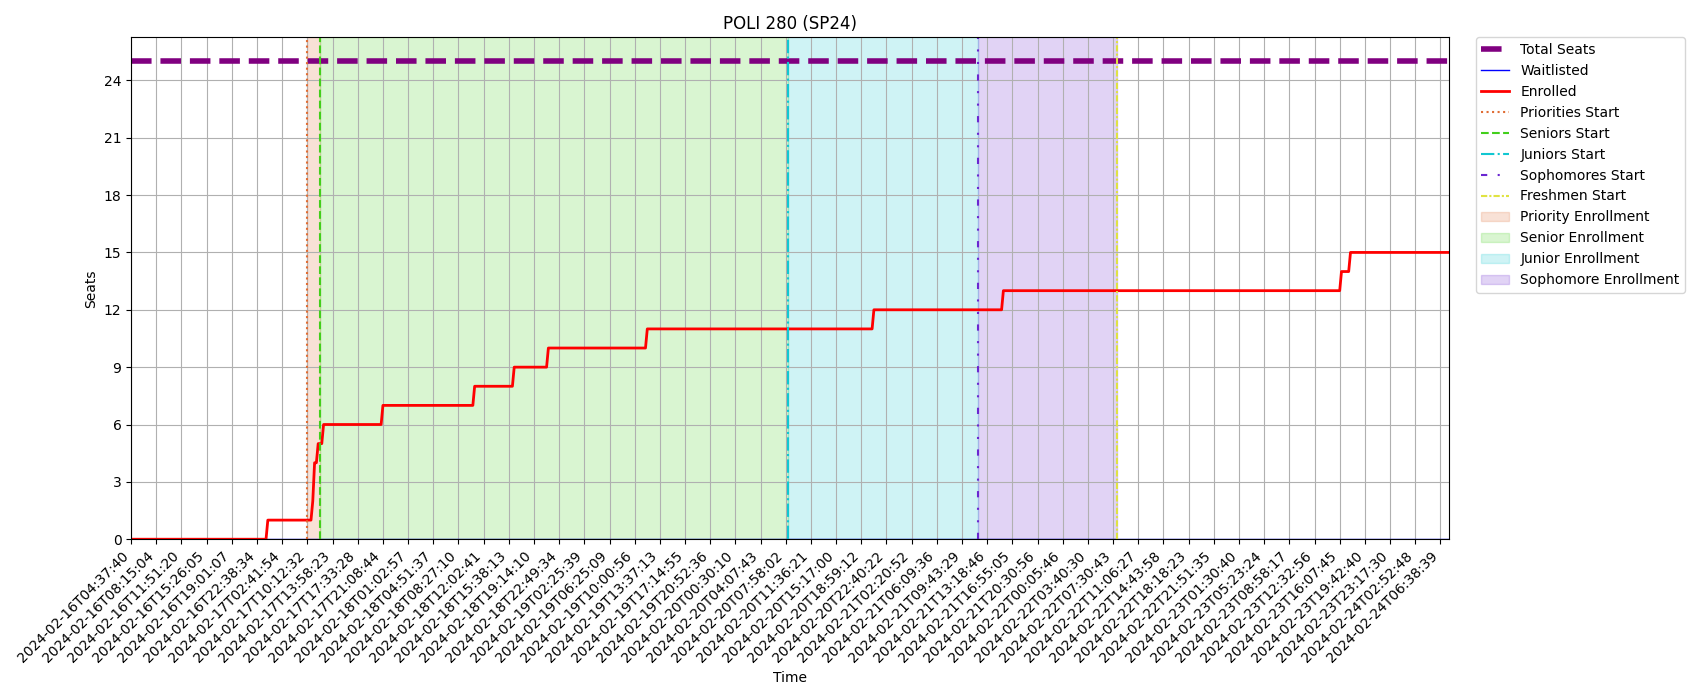 POLI 280 (SP24)
Seats
24
21
18
15
12
9
6
3
0
2024-02-16T04:37:40
2024-02-16T08:15:04
2024-02-16T11:51:20
2024-02-16T15:26:05
2024-02-16T19:01:07
2024-02-16T22:38:34
2024-02-17T02:41:54
2024-02-17T10:12:32
2024-02-17T13:58:23
2024-02-17T17:33:28
2024-02-17T21:08:44
2024-02-18T01:02:57
2024-02-18T04:51:37
2024-02-18T08:27:10
2024-02-18T12:02:41
2024-02-18T15:38:13
2024-02-18T19:14:10
2024-02-18T22:49:34
2024-02-19T02:25:39
2024-02-19T06:25:09
2024-02-19T10:00:56
2024-02-19T13:37:13
2024-02-19T17:14:55
2024-02-19T20:52:36
2024-02-20T00:30:10
2024-02-20T04:07:43
2024-02-20T07:58:02
2024-02-20T11:36:21
2024-02-20T15:17:00
2024-02-20T18:59:12
2024-02-20T22:40:22
2024-02-21T02:20:52
2024-02-21T06:09:36
2024-02-21T09:43:29
2024-02-21T13:18:46
2024-02-21T16:55:05
2024-02-21T20:30:56
2024-02-22T00:05:46
2024-02-22T03:40:30
2024-02-22T07:30:43
2024-02-22T11:06:27
2024-02-22T14:43:58
2024-02-22T18:18:23
2024-02-22T21:51:35
2024-02-23T01:30:40
2024-02-23T05:23:24
2024-02-23T08:58:17
2024-02-23T12:32:56
2024-02-23T16:07:45
2024-02-23T19:42:40
2024-02-23T23:17:30
2024-02-24T02:52:48
2024-02-24T06:38:39
Time
Total Seats
Waitlisted
Enrolled
Priorities Start
Seniors Start
Juniors Start
Sophomores Start
Freshmen Start
Priority Enrollment
Senior Enrollment
Junior Enrollment
Sophomore Enrollment